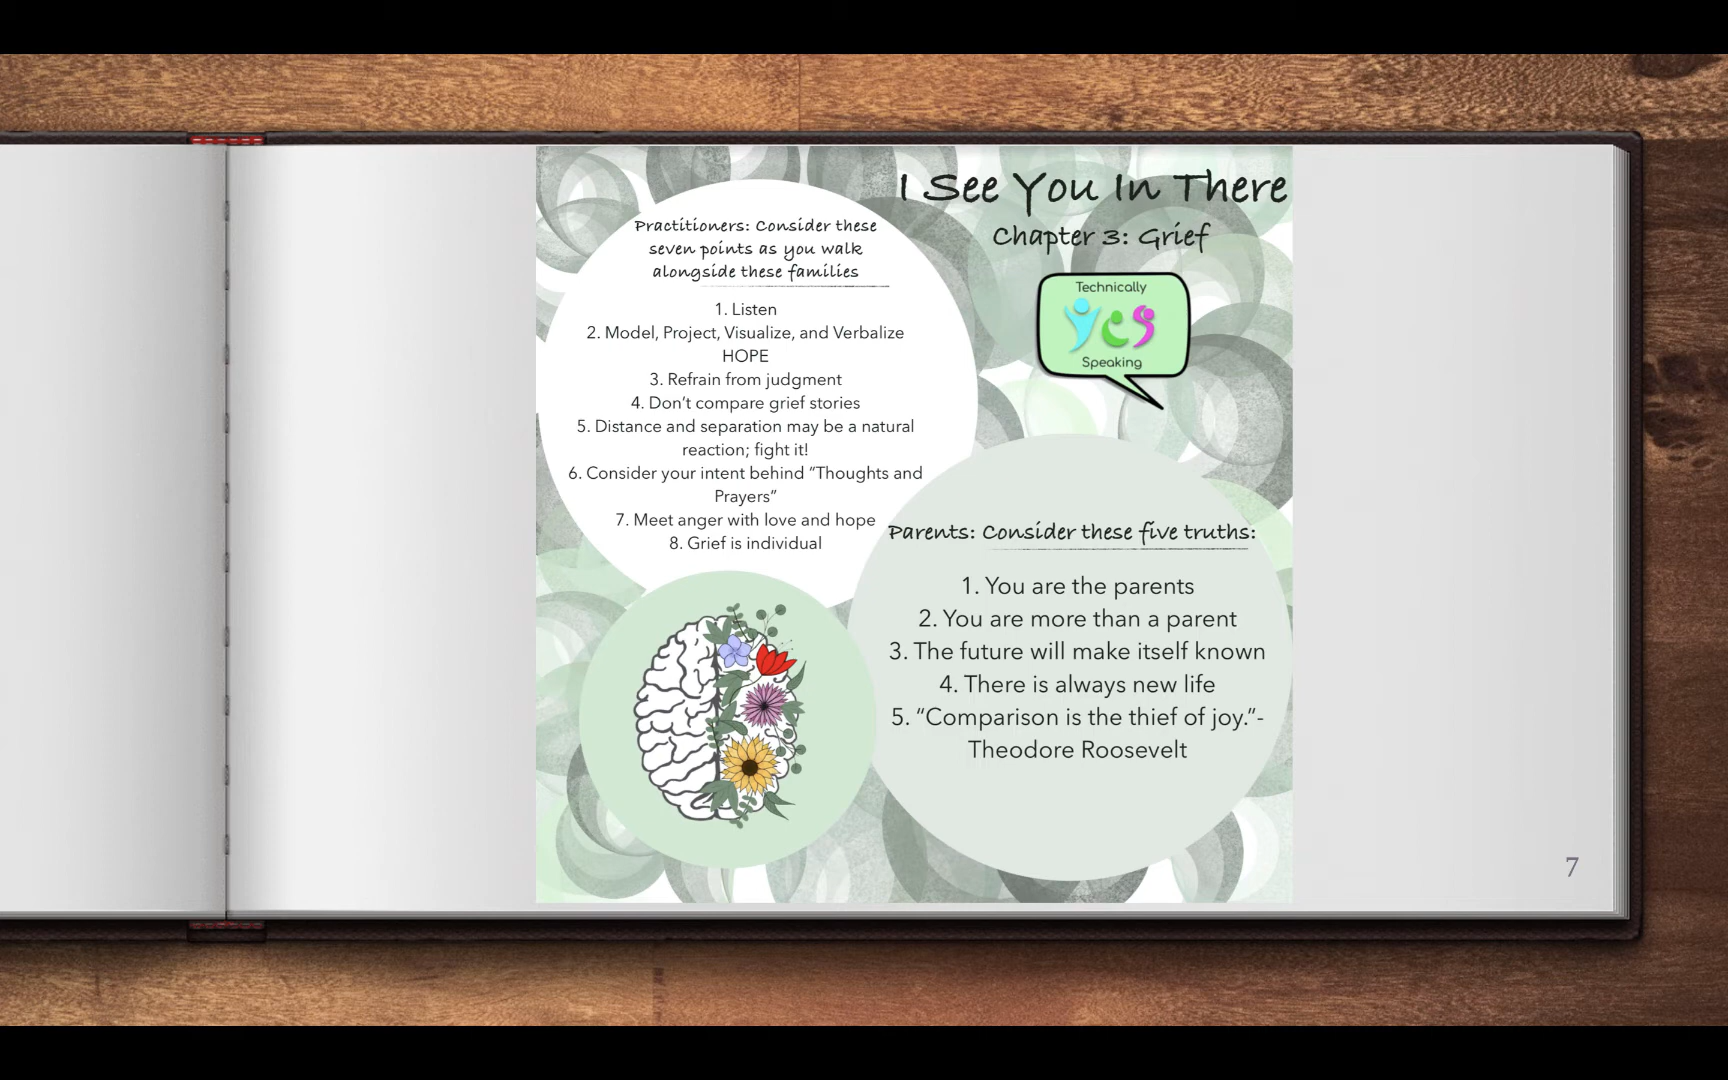 I See You In There
Chapter 3: Grief
Technically
ycs
Speaking
Practitioners: Consider these
seven points as you walk
alongside these families
1. Listen
2. Model, Project, Visualize, and Verbalize
HOPE
3. Refrain from judgment
4. Don't compare grief stories
5. Distance and separation may be a natural
reaction; fight it!
6. Consider your intent behind "Thoughts and
Prayers"
7. Meet anger with love and hope
8. Grief is individual
Parents: Consider these five truths:
1. You are the parents
2. You are more than a parent
3. The future will make itself known
4. There is always new life
5. "Comparison is the thief of joy."-
Theodore Roosevelt
7